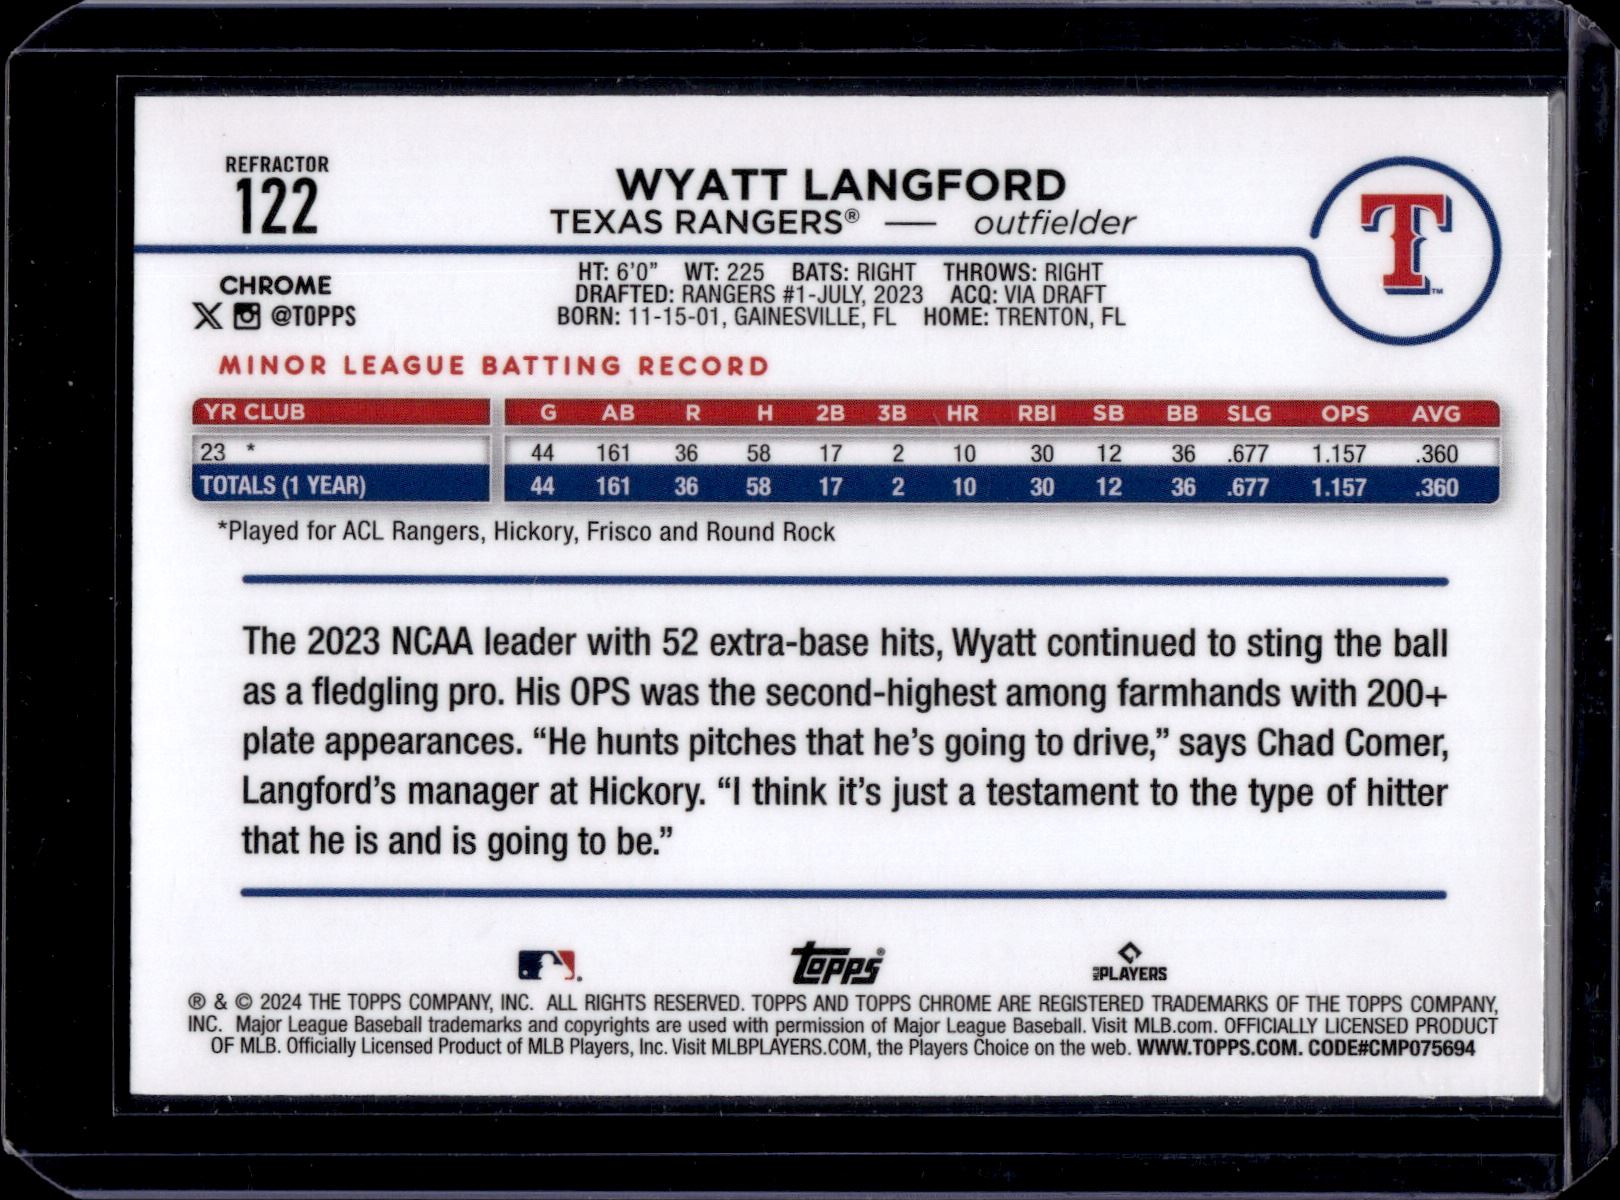 REFRACTOR
122
WYATT LANGFORD
TEXAS RANGERS® — outfielder
T™
CHROME
X @TOPPS
HT: 6'0" WT: 225 BATS: RIGHT THROWS: RIGHT
DRAFTED: RANGERS #1-JULY, 2023 ACQ: VIA DRAFT
BORN: 11-15-01, GAINESVILLE, FL HOME: TRENTON, FL
MINOR LEAGUE BATTING RECORD
YR CLUB G AB R H 2B 3B HR RBI SB BB SLG OPS AVG
23 * 44 161 36 58 17 2 10 30 12 36 .677 1.157 .360
TOTALS (1 YEAR) 44 161 36 58 17 2 10 30 12 36 .677 1.157 .360
*Played for ACL Rangers, Hickory, Frisco and Round Rock
The 2023 NCAA leader with 52 extra-base hits, Wyatt continued to sting the ball
as a fledgling pro. His OPS was the second-highest among farmhands with 200+
plate appearances. “He hunts pitches that he's going to drive,” says Chad Comer,
Langford's manager at Hickory. “I think it's just a testament to the type of hitter
that he is and is going to be.”
®
Topps®
MLB PLAYERS
® & © 2024 THE TOPPS COMPANY, INC. ALL RIGHTS RESERVED. TOPPS AND TOPPS CHROME ARE REGISTERED TRADEMARKS OF THE TOPPS COMPANY,
INC. Major League Baseball trademarks and copyrights are used with permission of Major League Baseball. Visit MLB.com. OFFICIALLY LICENSED PRODUCT
OF MLB. Officially Licensed Product of MLB Players, Inc. Visit MLBPLAYERS.COM, the Players Choice on the web. WWW.TOPPS.COM. CODE#CMP075694